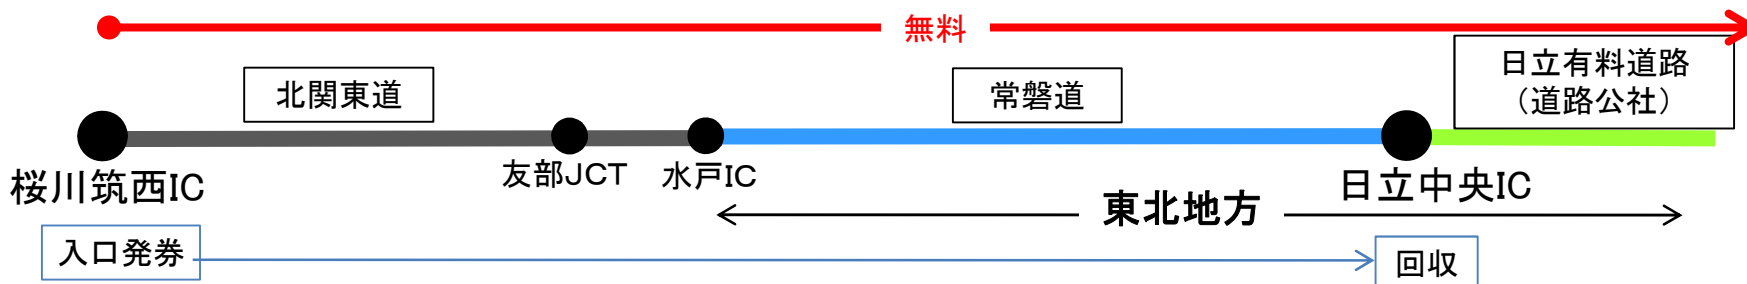 無料
北関東道
常磐道
日立有料道路
（道路公社）
桜川筑西IC
友部JCT
水戸IC
日立中央IC
東北地方
入口発券
回収